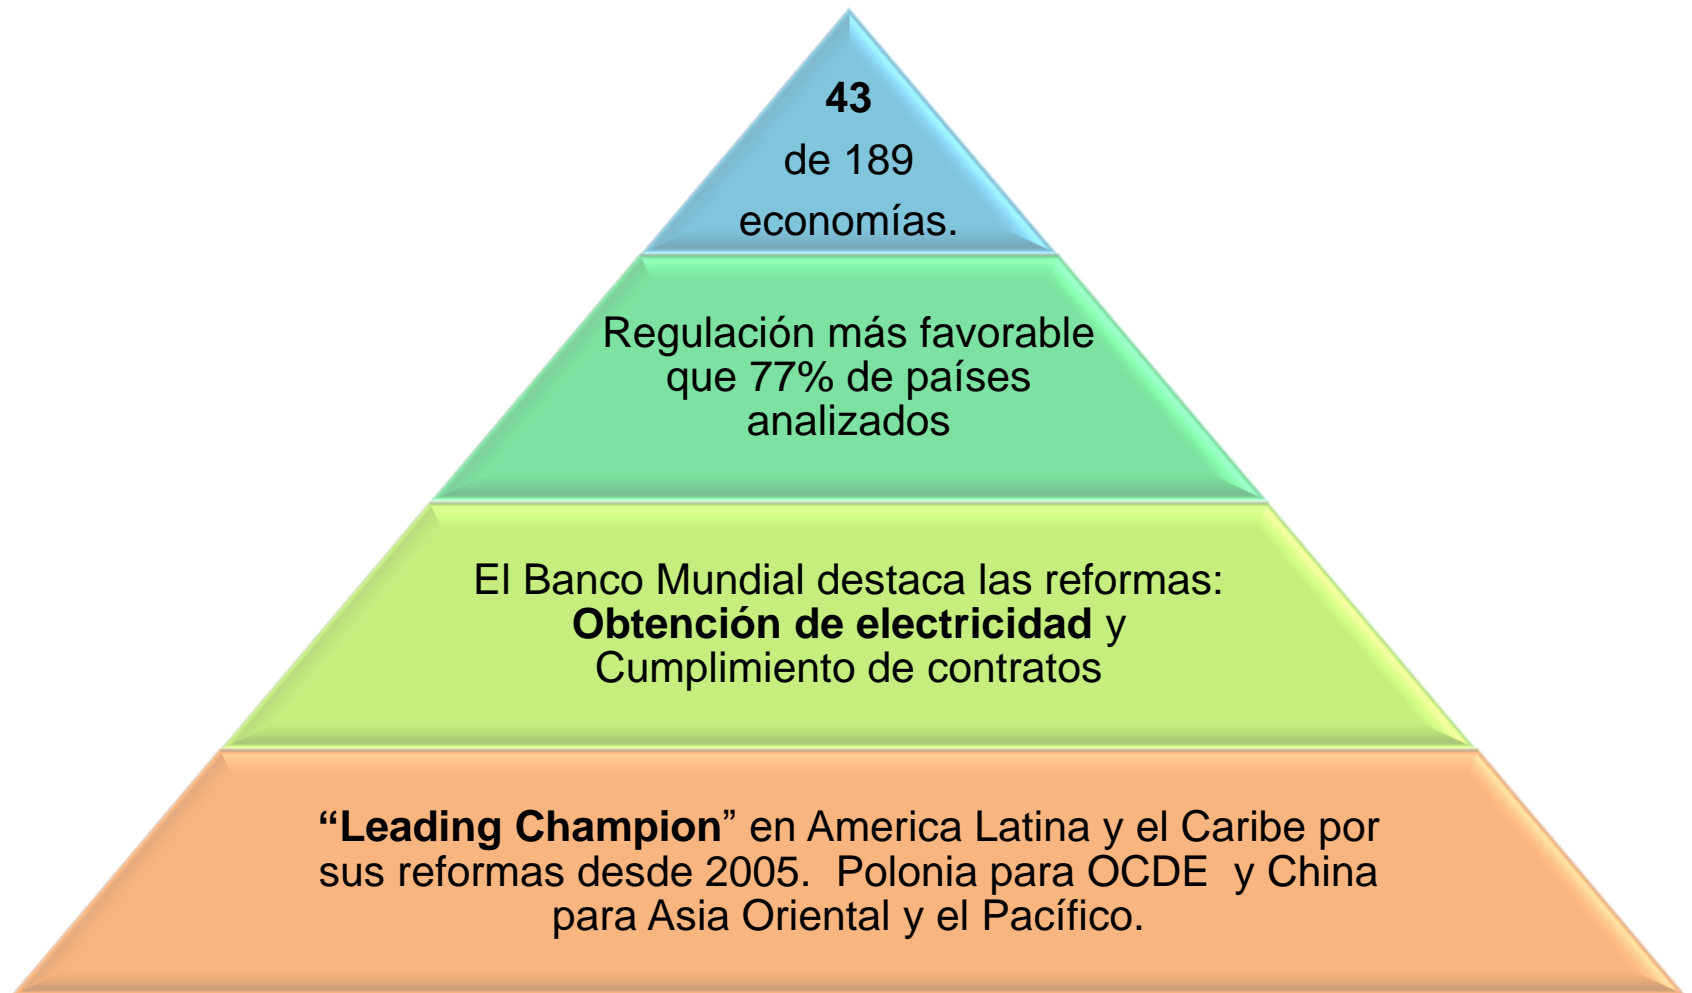 43
de 189
economías.
Regulación más favorable
que 77% de países
analizados
El Banco Mundial destaca las reformas:
Obtención de electricidad y
Cumplimiento de contratos
“Leading Champion” en America Latina y el Caribe por
sus reformas desde 2005.  Polonia para OCDE  y China
para Asia Oriental y el Pacífico.